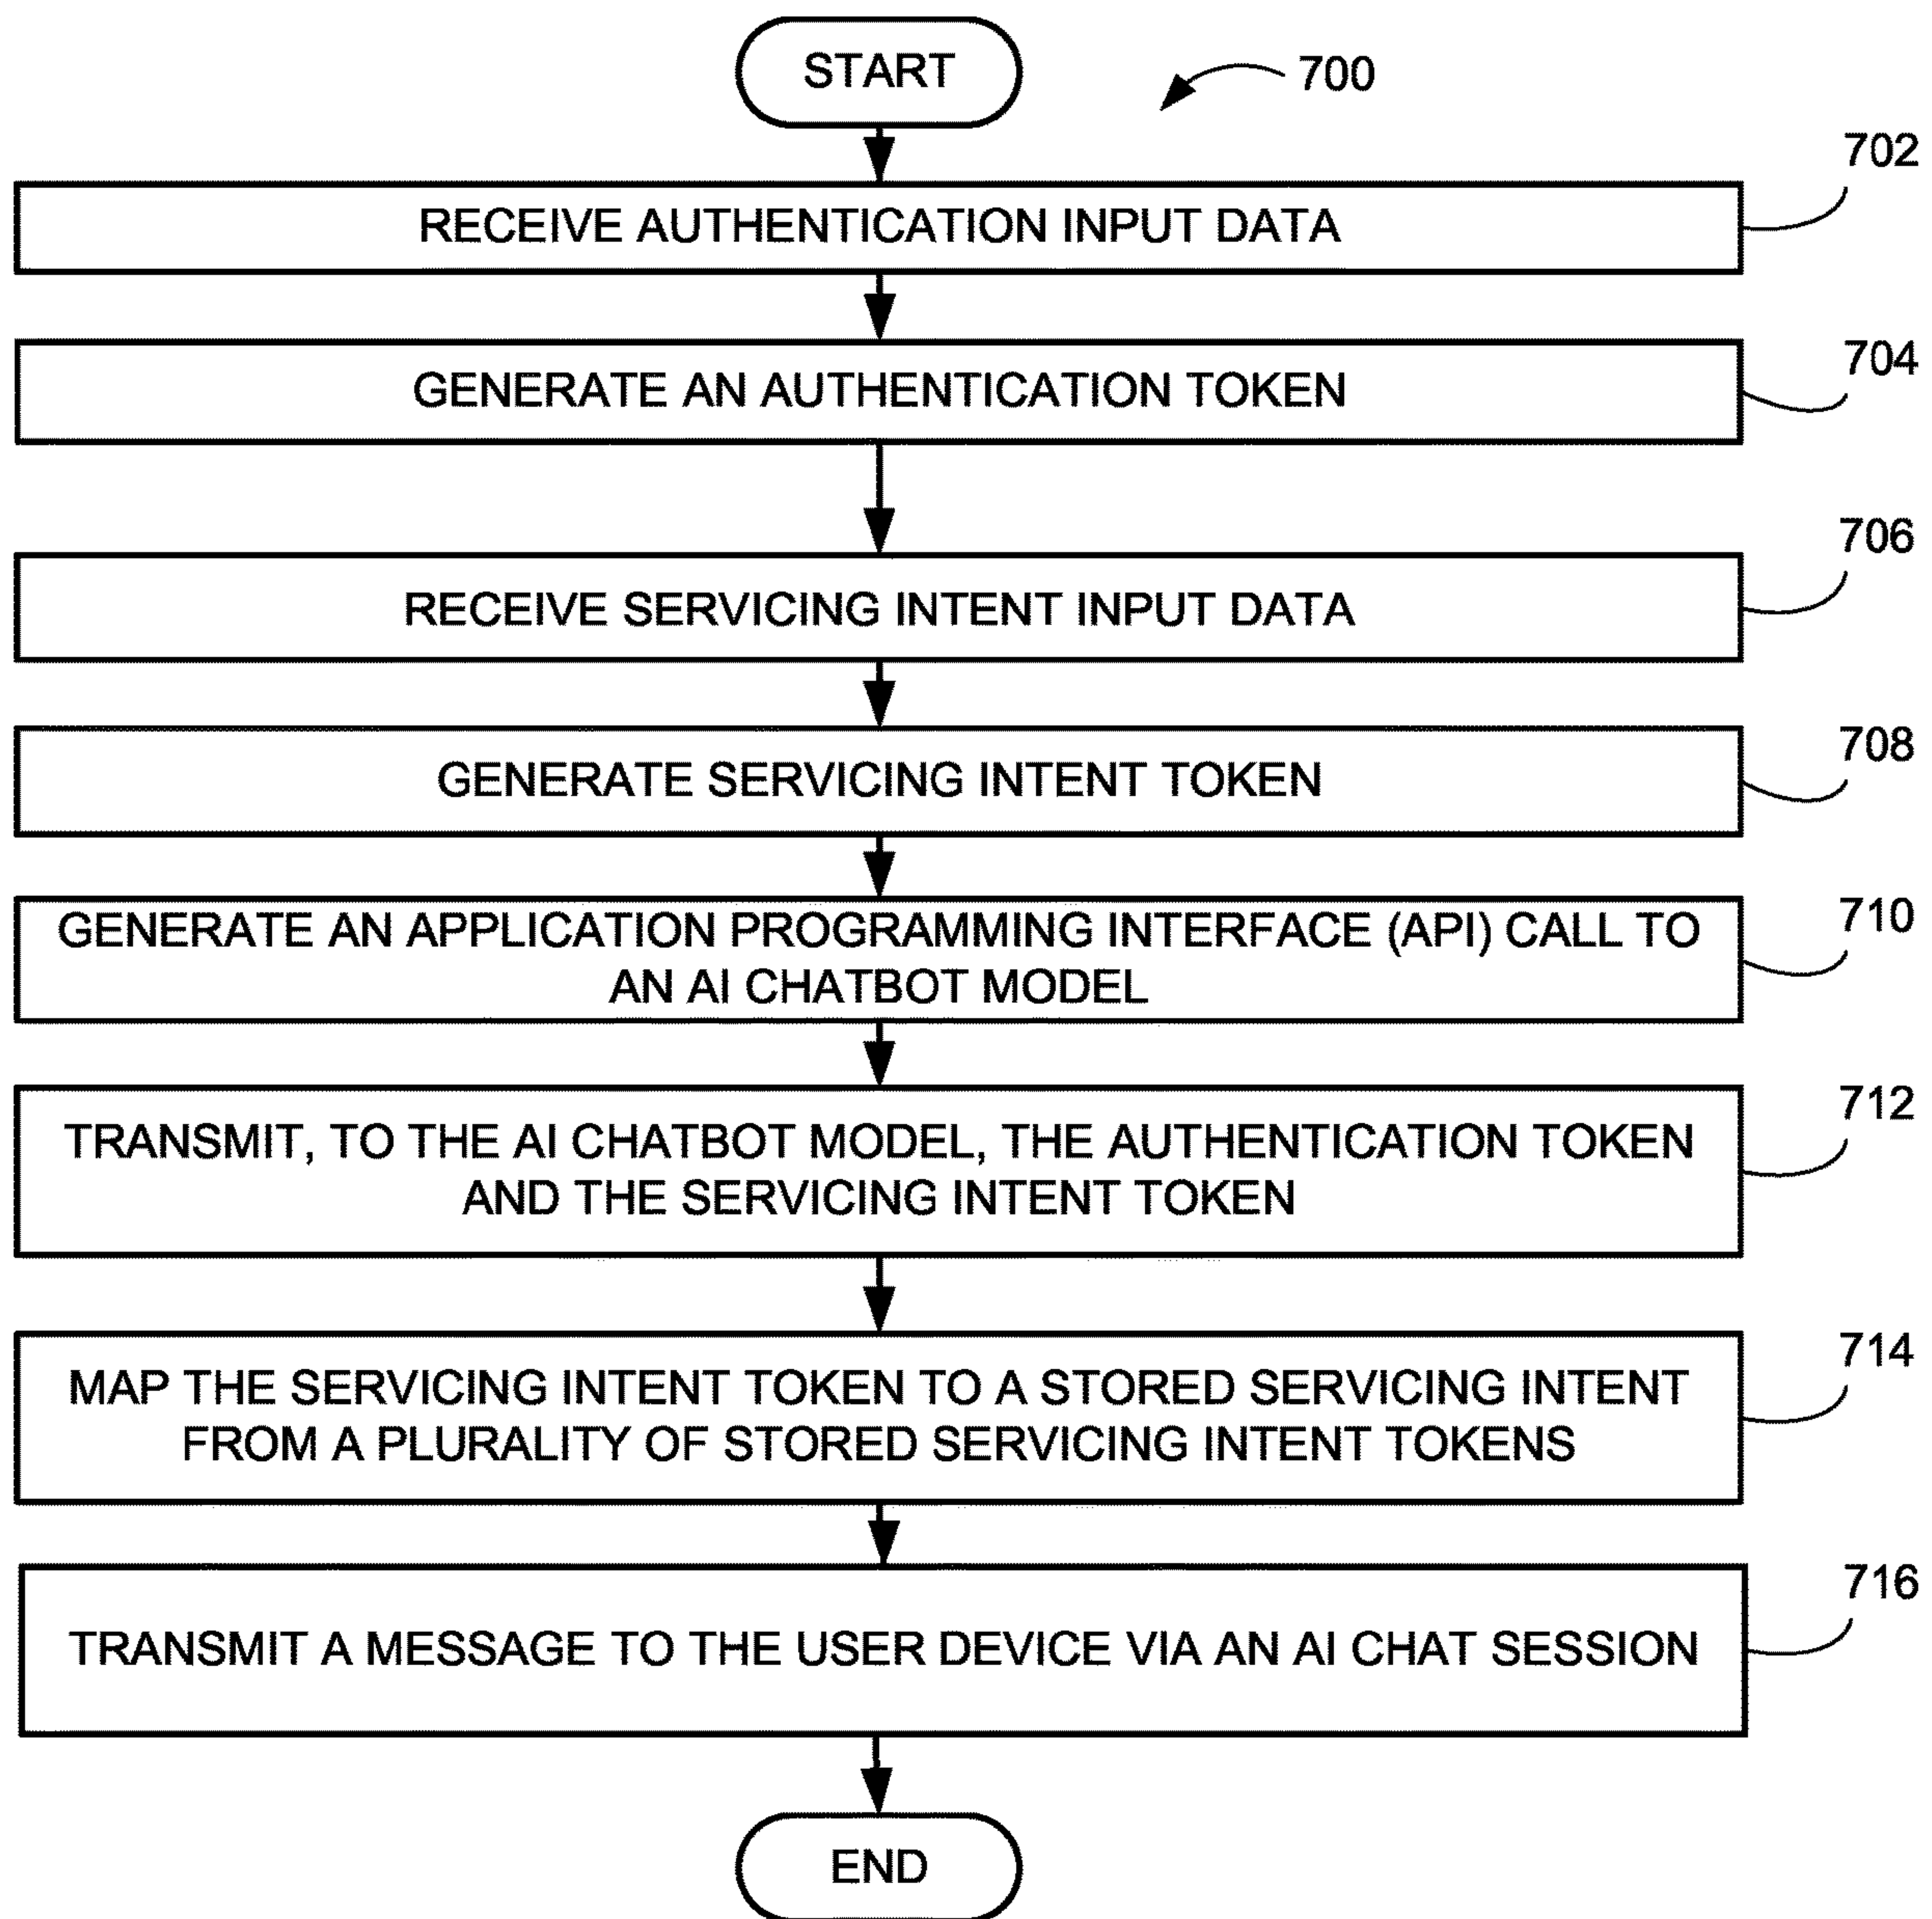 START
700
702
RECEIVE AUTHENTICATION INPUT DATA
704
GENERATE AN AUTHENTICATION TOKEN
706
RECEIVE SERVICING INTENT INPUT DATA
708
GENERATE SERVICING INTENT TOKEN
710
GENERATE AN APPLICATION PROGRAMMING INTERFACE (API) CALL TO
AN AI CHATBOT MODEL
712
TRANSMIT, TO THE AI CHATBOT MODEL, THE AUTHENTICATION TOKEN
AND THE SERVICING INTENT TOKEN
714
MAP THE SERVICING INTENT TOKEN TO A STORED SERVICING INTENT
FROM A PLURALITY OF STORED SERVICING INTENT TOKENS
716
TRANSMIT A MESSAGE TO THE USER DEVICE VIA AN AI CHAT SESSION
END